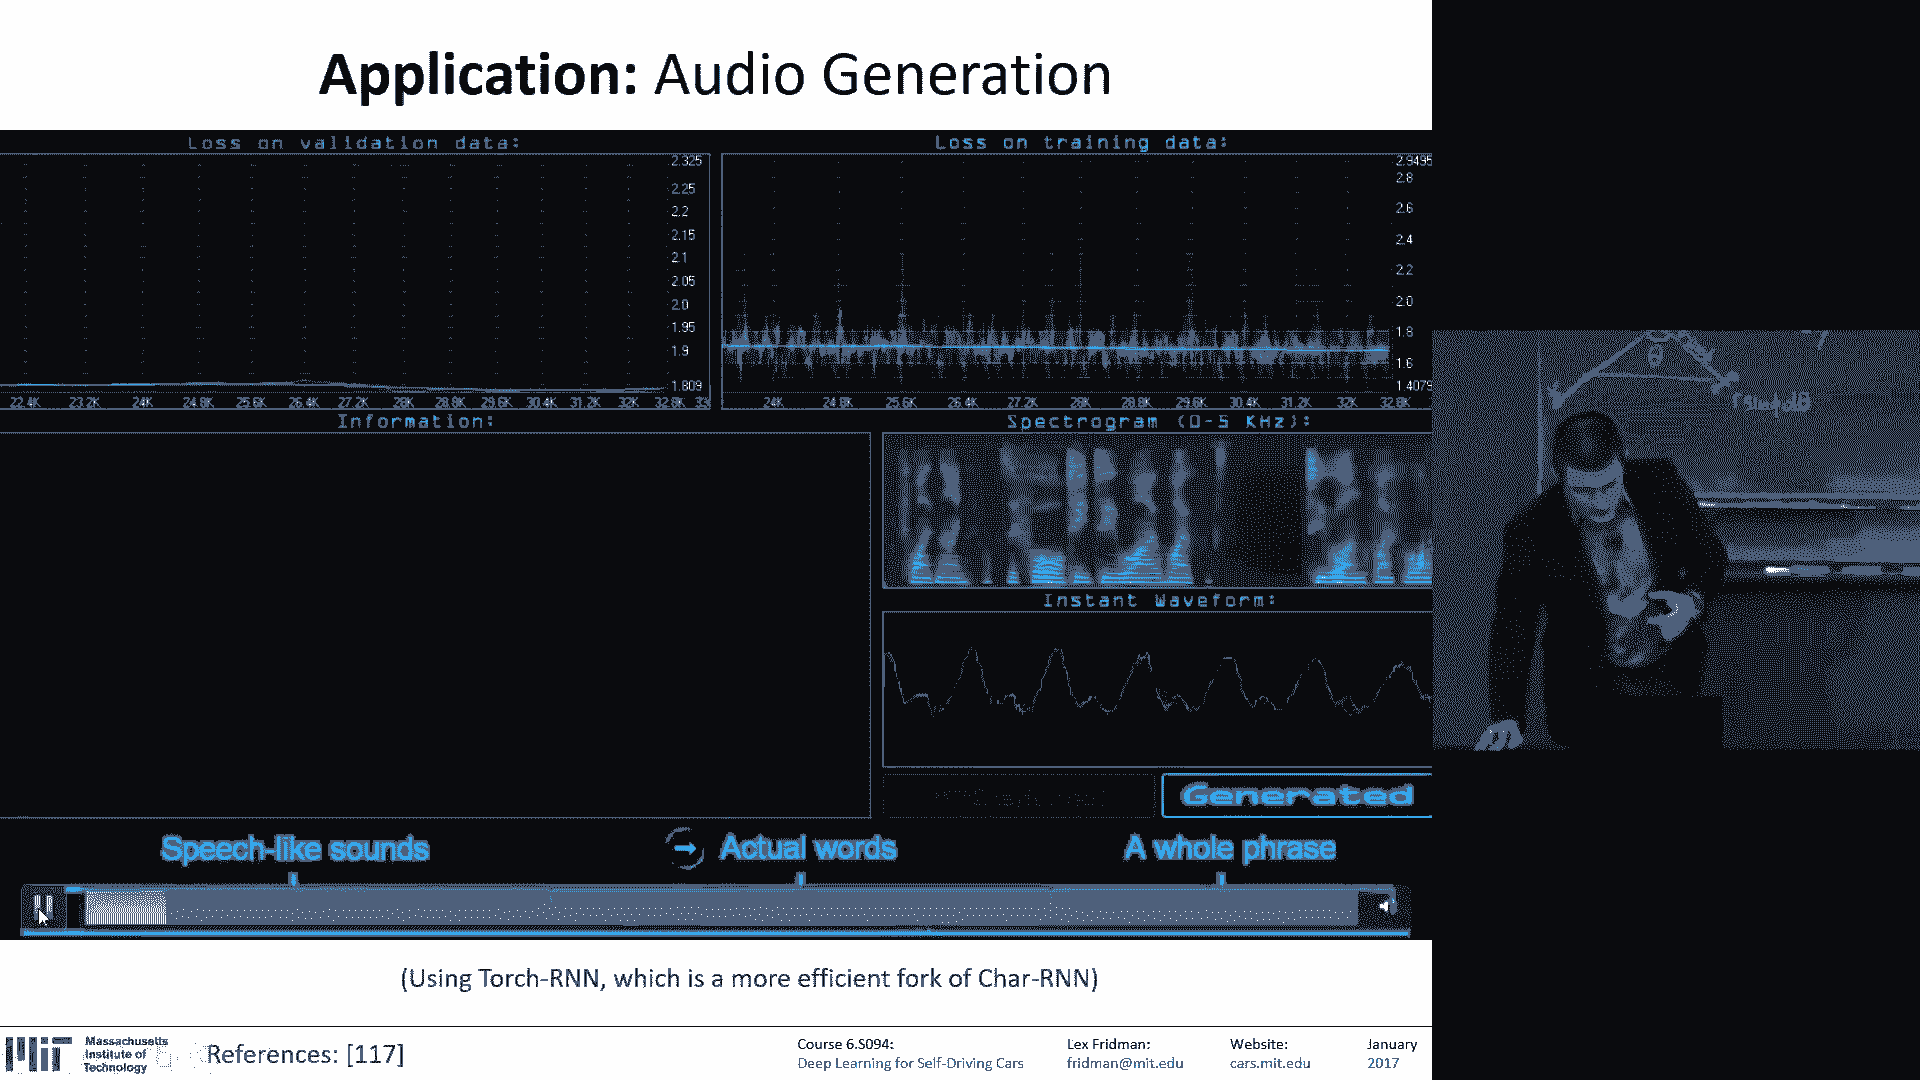 Application: Audio Generation
Loss on validation data:
2.325
2.25
2.2
2.15
2.1
2.05
2.0
1.95
1.9
1.809
22.4K 23.2K 24K 24.8K 25.6K 26.4K 27.2K 28K 28.8K 29.6K 30.4K 31.2K 32K 32.8K 33
Loss on training data:
2.9495
2.8
2.6
2.4
2.2
2.0
1.8
1.6
1.4079
24K 24.8K 25.6K 26.4K 27.2K 28K 28.8K 29.6K 30.4K 31.2K 32K 32.8K
Information:
Spectrogram (0-5 KHz):
Instant Waveform:
Generated
Speech-like sounds
Actual words
A whole phrase
(Using Torch-RNN, which is a more efficient fork of Char-RNN)
MIT
Massachusetts
Institute of
Technology
References: [117]
Course 6.S094:
Deep Learning for Self-Driving Cars
Lex Fridman:
fridman@mit.edu
Website:
cars.mit.edu
January
2017